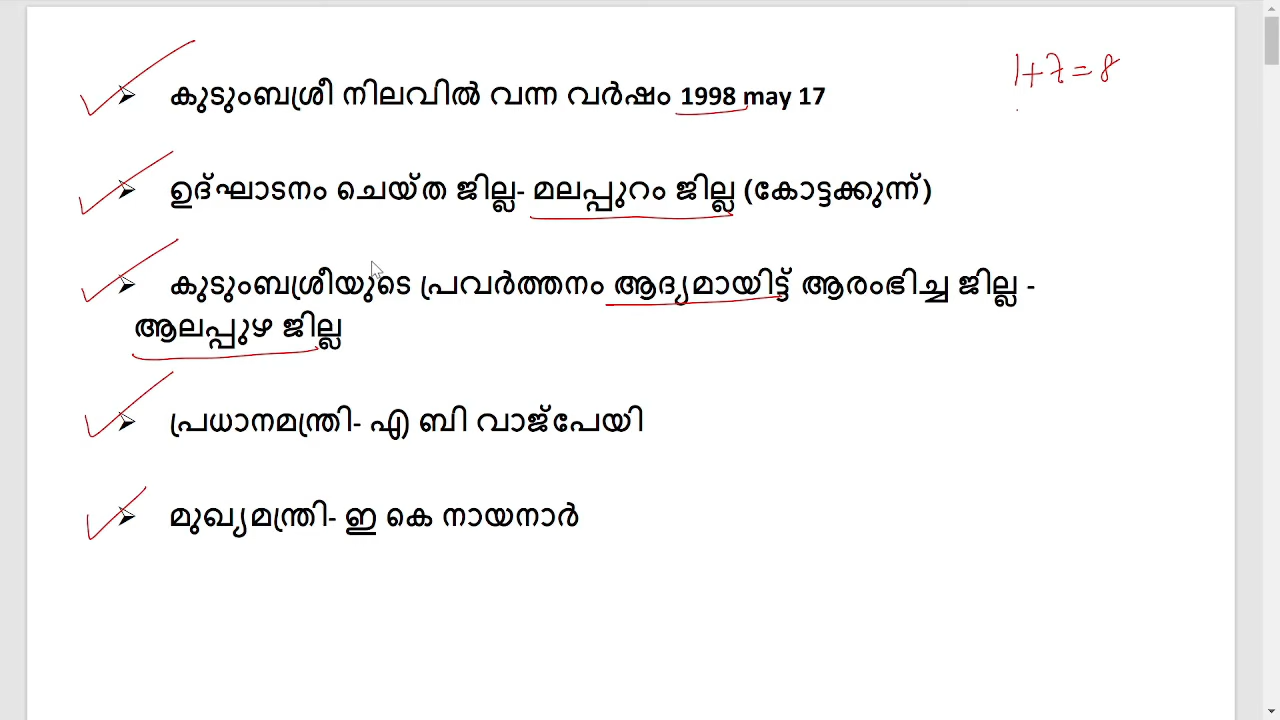 1+7=8
➤ കുടുംബശ്രീ നിലവിൽ വന്ന വർഷം 1998 may 17
➤ ഉദ്ഘാടനം ചെയ്ത ജില്ല- മലപ്പുറം ജില്ല (കോട്ടക്കുന്ന്)
➤ കുടുംബശ്രീയുടെ പ്രവർത്തനം ആദ്യമായിട്ട് ആരംഭിച്ച ജില്ല -
ആലപ്പുഴ ജില്ല
➤ പ്രധാനമന്ത്രി- എ ബി വാജ്പേയി
➤ മുഖ്യമന്ത്രി- ഇ കെ നായനാർ